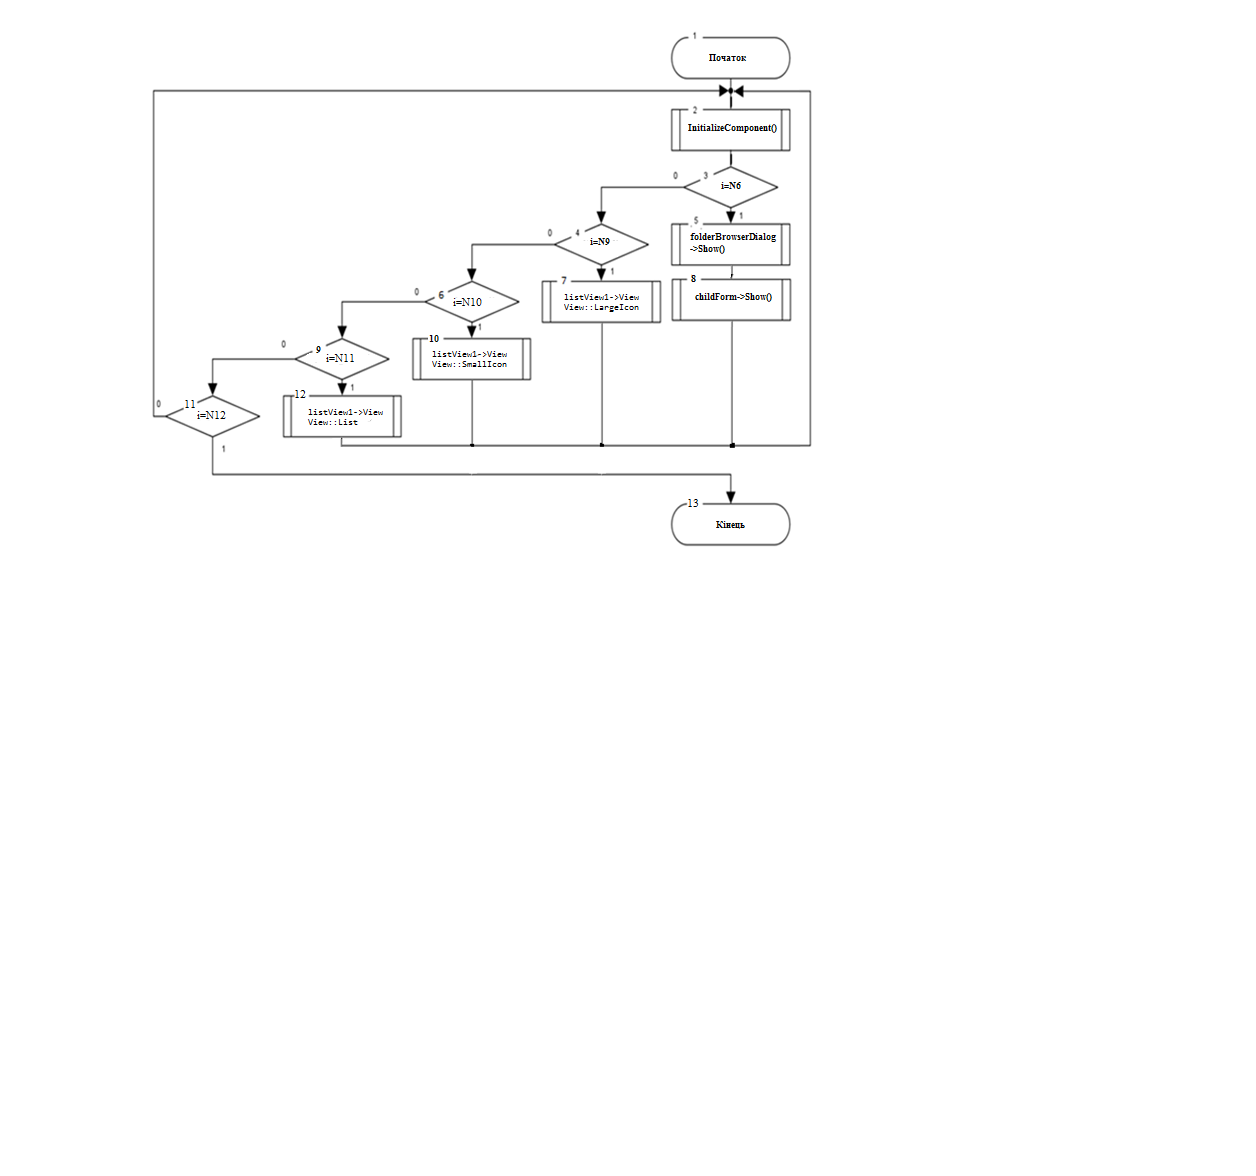 1
Початок
2
InitializeComponent()
0
3
i=N6
1
5
folderBrowserDialog
->Show()
0
4
i=N9
1
7
listView1->View
View::LargeIcon
8
childForm->Show()
0
6
i=N10
1
10
listView1->View
View::SmallIcon
0
9
i=N11
1
12
listView1->View
View::List
0
11
i=N12
1
13
Кінець